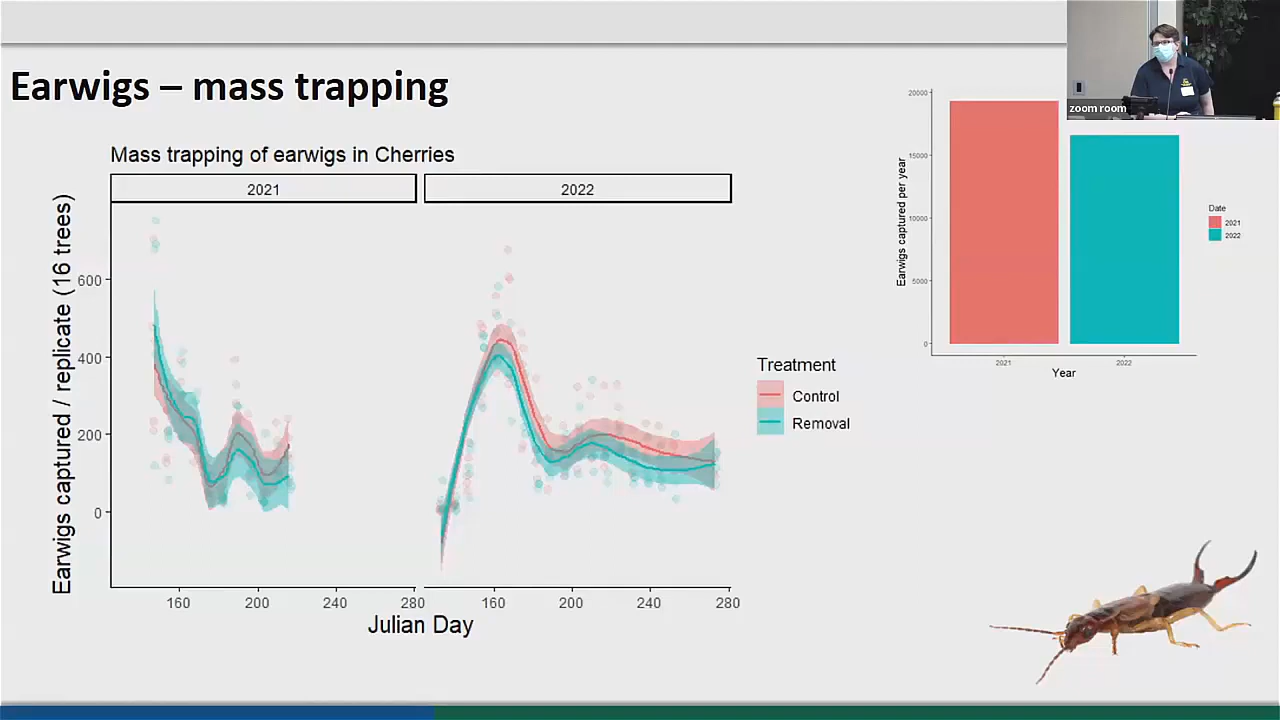 Earwigs – mass trapping
zoom room
Mass trapping of earwigs in Cherries
2021
2022
Earwigs captured / replicate (16 trees)
600
400
200
0
160
200
240
280
160
200
240
280
Julian Day
Treatment
Control
Removal
Earwigs captured per year
20000
15000
10000
5000
0
2021
2022
Year
Date
2021
2022